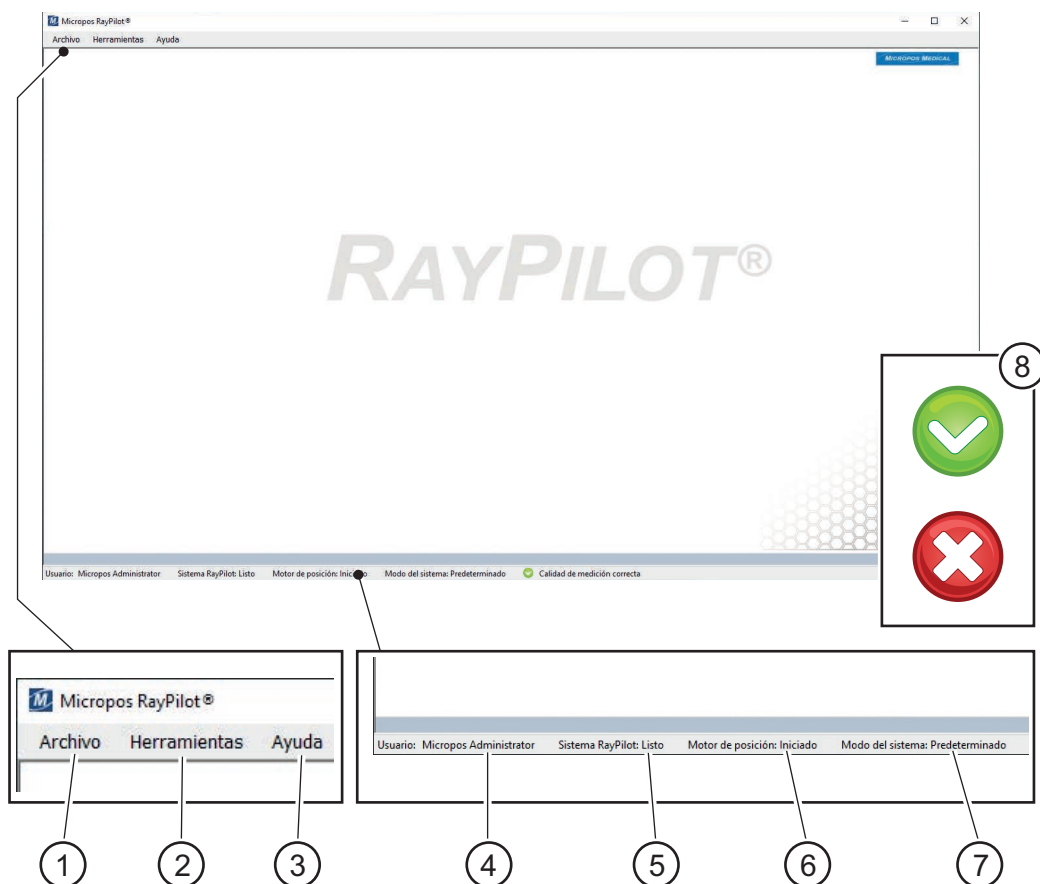 Micropos RayPilot®
Archivo Herramientas Ayuda
MICROPOS MEDICAL
RAYPILOT®
8
Usuario: Micropos Administrator Sistema RayPilot: Listo Motor de posición: Iniciado Modo del sistema: Predeterminado Calidad de medición correcta
Micropos RayPilot®
Archivo Herramientas Ayuda
Usuario: Micropos Administrator Sistema RayPilot: Listo Motor de posición: Iniciado Modo del sistema: Predeterminado
1 2 3 4 5 6 7